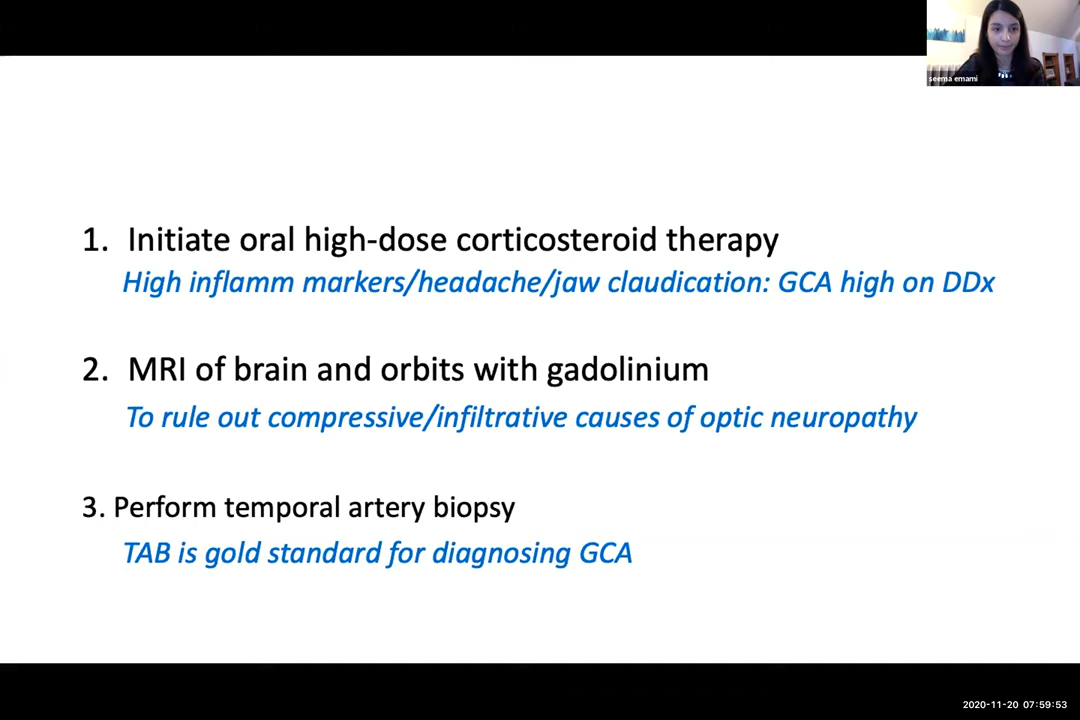 seema emami
1. Initiate oral high-dose corticosteroid therapy
High inflamm markers/headache/jaw claudication: GCA high on DDx
2. MRI of brain and orbits with gadolinium
To rule out compressive/infiltrative causes of optic neuropathy
3. Perform temporal artery biopsy
TAB is gold standard for diagnosing GCA
2020-11-20 07:59:53